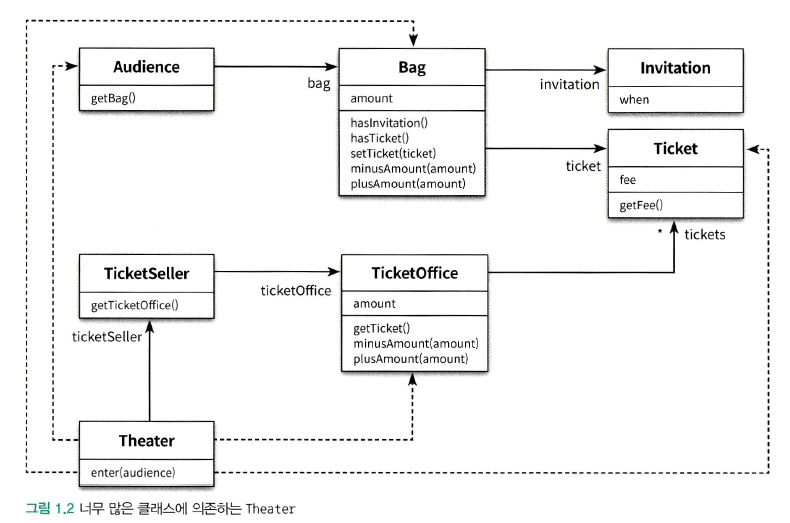 Audience
getBag()
bag
Bag
amount
hasInvitation()
hasTicket()
setTicket(ticket)
minusAmount(amount)
plusAmount(amount)
invitation
Invitation
when
ticket
Ticket
fee
getFee()
* tickets
TicketSeller
getTicketOffice()
ticketOffice
TicketOffice
amount
getTicket()
minusAmount(amount)
plusAmount(amount)
ticketSeller
Theater
enter(audience)
그림 1.2 너무 많은 클래스에 의존하는 Theater